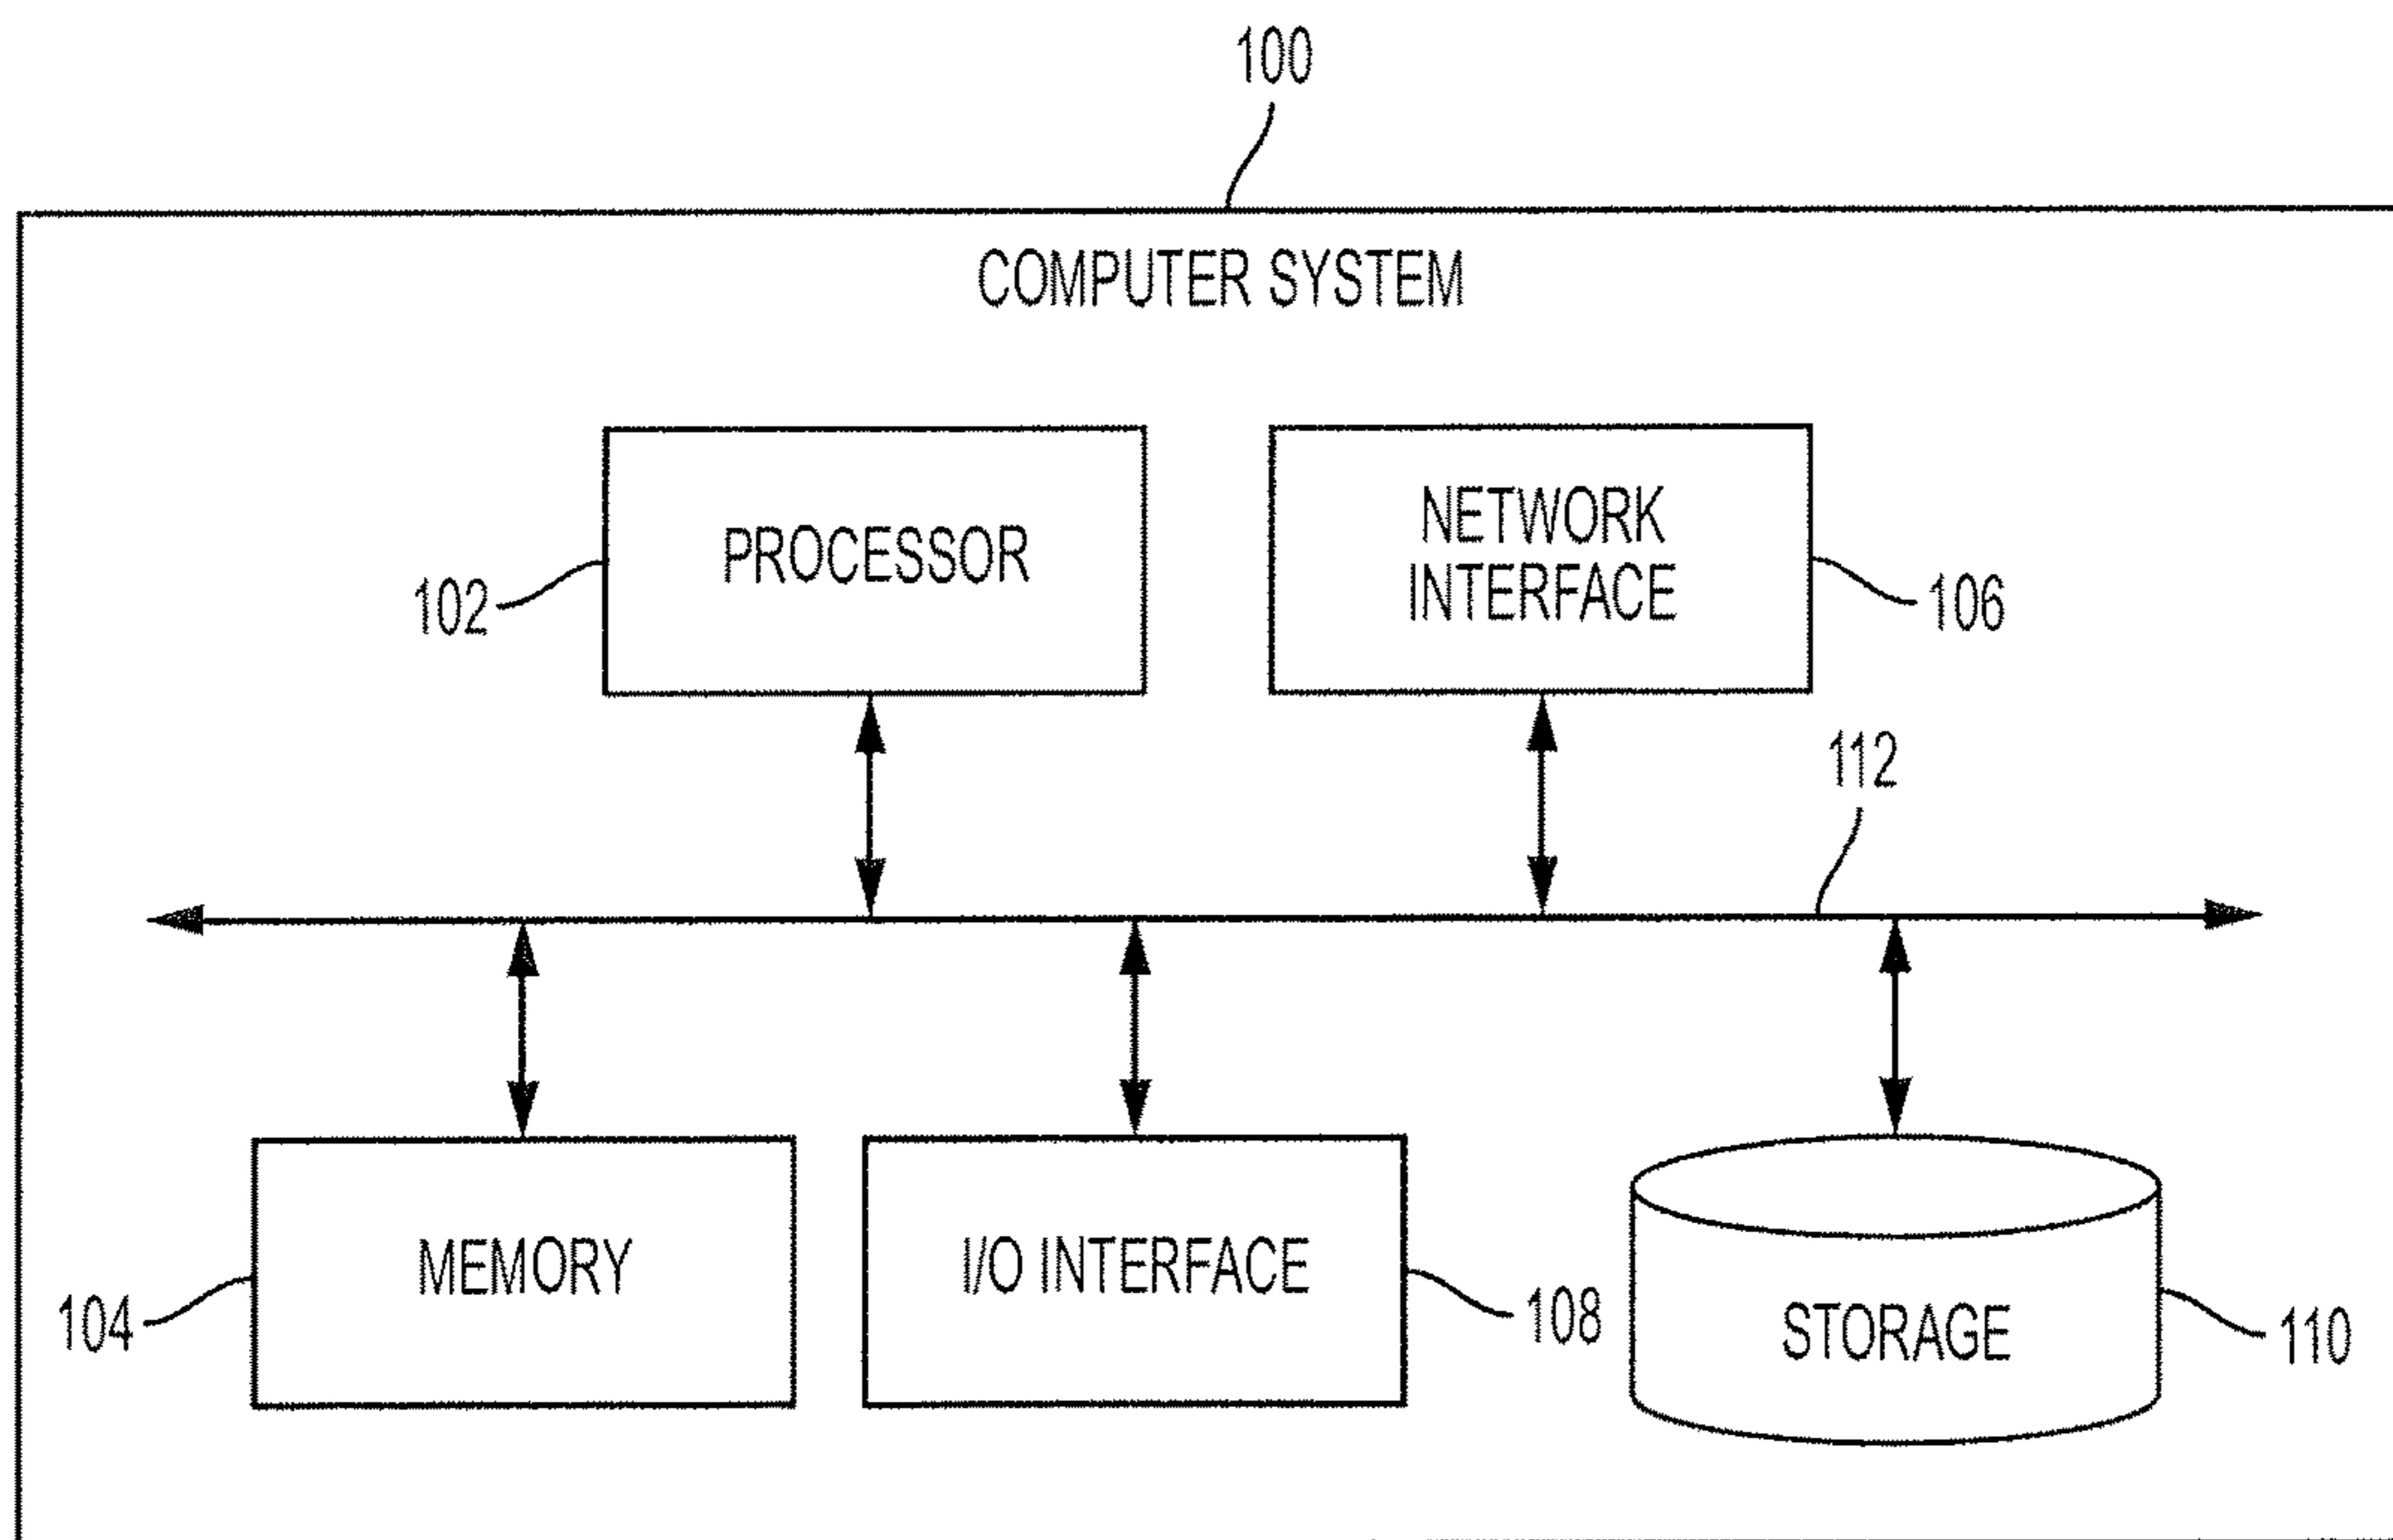 100
COMPUTER SYSTEM
PROCESSOR
NETWORK
INTERFACE
102
106
112
MEMORY
I/O INTERFACE
STORAGE
104
108
110